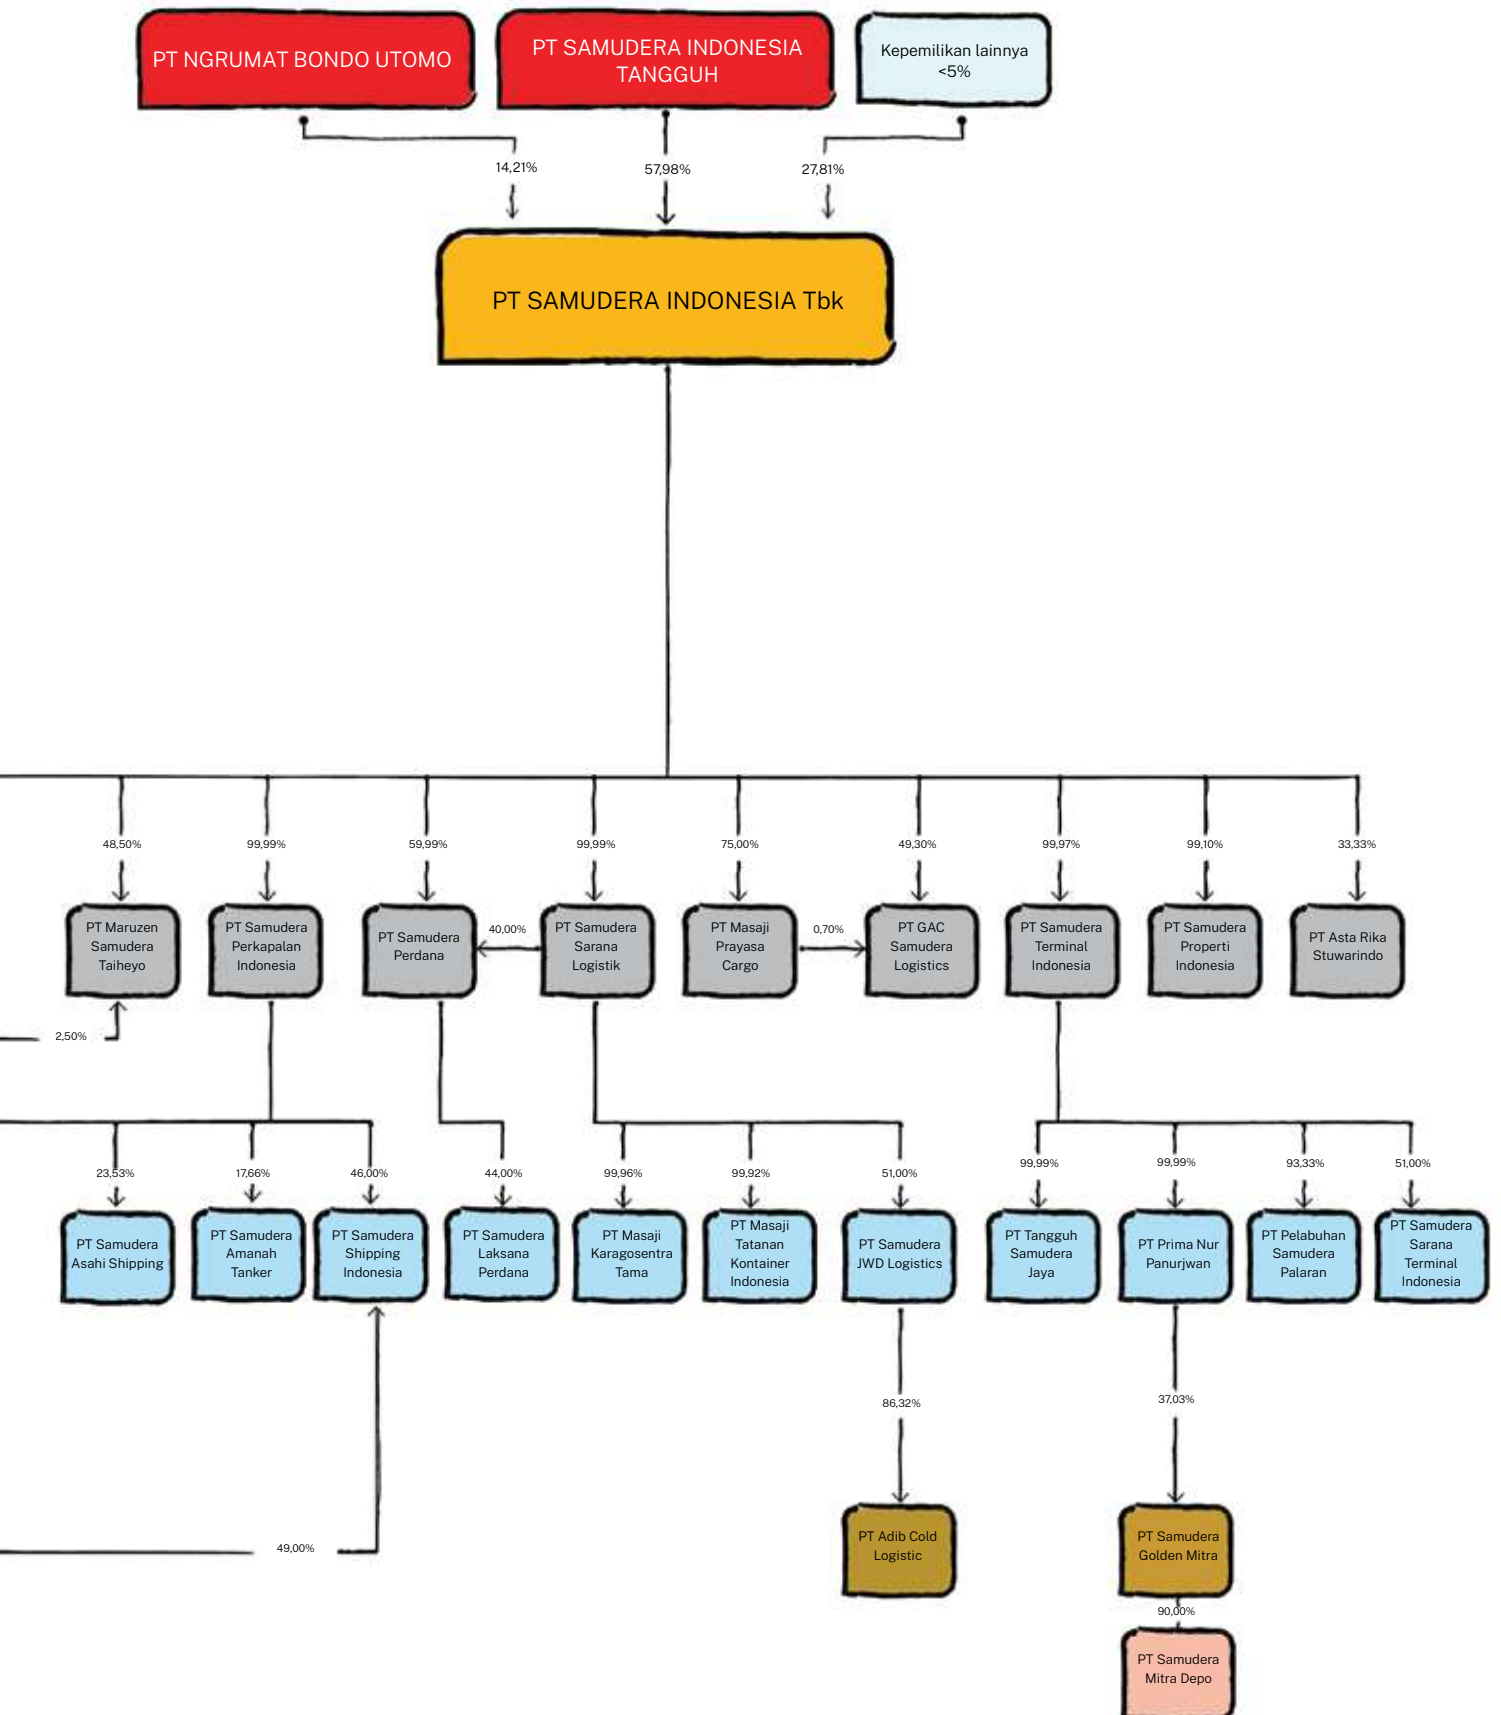 PT NGRUMAT BONDO UTOMO
PT SAMUDERA INDONESIA
TANGGUH
Kepemilikan lainnya
<5%
14,21%
57,98%
27,81%
PT SAMUDERA INDONESIA Tbk
48,50%
99,99%
59,99%
99,99%
75,00%
49,30%
99,97%
99,10%
33,33%
PT Maruzen
Samudera
Taiheyo
PT Samudera
Perkapalan
Indonesia
PT Samudera
Perdana
40,00%
PT Samudera
Sarana
Logistik
PT Masaji
Prayasa
Cargo
0,70%
PT GAC
Samudera
Logistics
PT Samudera
Terminal
Indonesia
PT Samudera
Properti
Indonesia
PT Asta Rika
Stuwarindo
2,50%
23,53%
17,66%
46,00%
44,00%
99,96%
99,92%
51,00%
99,99%
99,99%
93,33%
51,00%
PT Samudera
Asahi Shipping
PT Samudera
Amanah
Tanker
PT Samudera
Shipping
Indonesia
PT Samudera
Laksana
Perdana
PT Masaji
Karagosentra
Tama
PT Masaji
Tatanan
Kontainer
Indonesia
PT Samudera
JWD Logistics
PT Tangguh
Samudera
Jaya
PT Prima Nur
Panurjwan
PT Pelabuhan
Samudera
Palaran
PT Samudera
Sarana
Terminal
Indonesia
86,32%
37,03%
49,00%
PT Adib Cold
Logistic
PT Samudera
Golden Mitra
90,00%
PT Samudera
Mitra Depo